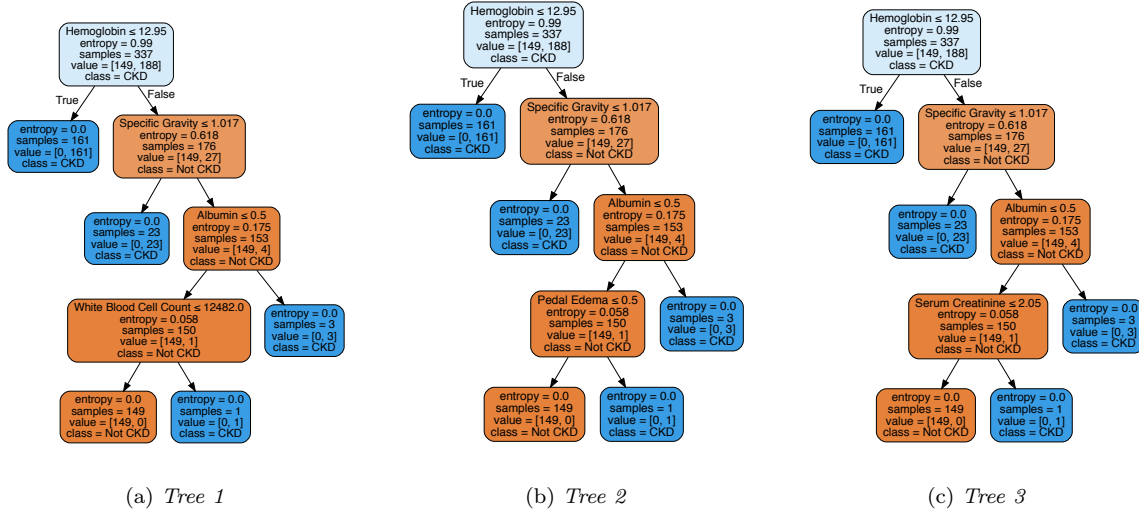 Hemoglobin ≤ 12.95
entropy = 0.99
samples = 337
value = [149, 188]
class = CKD
True
False
entropy = 0.0
samples = 161
value = [0, 161]
class = CKD
Specific Gravity ≤ 1.017
entropy = 0.618
samples = 176
value = [149, 27]
class = Not CKD
entropy = 0.0
samples = 23
value = [0, 23]
class = CKD
Albumin ≤ 0.5
entropy = 0.175
samples = 153
value = [149, 4]
class = Not CKD
White Blood Cell Count ≤ 12482.0
entropy = 0.058
samples = 150
value = [149, 1]
class = Not CKD
entropy = 0.0
samples = 3
value = [0, 3]
class = CKD
entropy = 0.0
samples = 149
value = [149, 0]
class = Not CKD
entropy = 0.0
samples = 1
value = [0, 1]
class = CKD
(a) Tree 1
Hemoglobin ≤ 12.95
entropy = 0.99
samples = 337
value = [149, 188]
class = CKD
True
False
entropy = 0.0
samples = 161
value = [0, 161]
class = CKD
Specific Gravity ≤ 1.017
entropy = 0.618
samples = 176
value = [149, 27]
class = Not CKD
entropy = 0.0
samples = 23
value = [0, 23]
class = CKD
Albumin ≤ 0.5
entropy = 0.175
samples = 153
value = [149, 4]
class = Not CKD
Pedal Edema ≤ 0.5
entropy = 0.058
samples = 150
value = [149, 1]
class = Not CKD
entropy = 0.0
samples = 3
value = [0, 3]
class = CKD
entropy = 0.0
samples = 149
value = [149, 0]
class = Not CKD
entropy = 0.0
samples = 1
value = [0, 1]
class = CKD
(b) Tree 2
Hemoglobin ≤ 12.95
entropy = 0.99
samples = 337
value = [149, 188]
class = CKD
True
False
entropy = 0.0
samples = 161
value = [0, 161]
class = CKD
Specific Gravity ≤ 1.017
entropy = 0.618
samples = 176
value = [149, 27]
class = Not CKD
entropy = 0.0
samples = 23
value = [0, 23]
class = CKD
Albumin ≤ 0.5
entropy = 0.175
samples = 153
value = [149, 4]
class = Not CKD
Serum Creatinine ≤ 2.05
entropy = 0.058
samples = 150
value = [149, 1]
class = Not CKD
entropy = 0.0
samples = 3
value = [0, 3]
class = CKD
entropy = 0.0
samples = 149
value = [149, 0]
class = Not CKD
entropy = 0.0
samples = 1
value = [0, 1]
class = CKD
(c) Tree 3